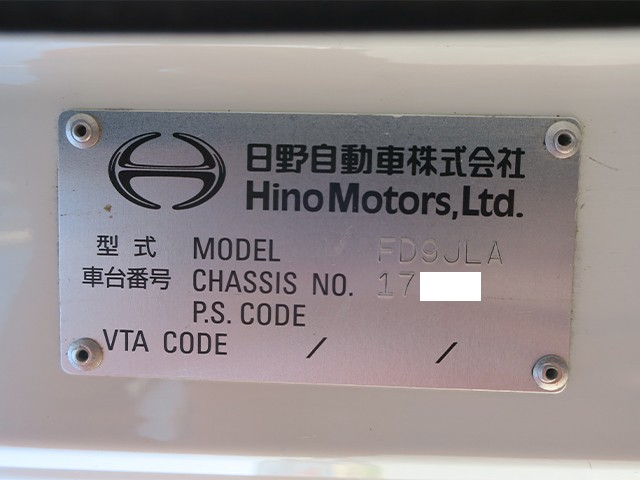 日野自動車株式会社
Hino Motors, Ltd.
型式 MODEL FD9JLA
車台番号 CHASSIS NO. 17
P.S. CODE
VTA CODE / /